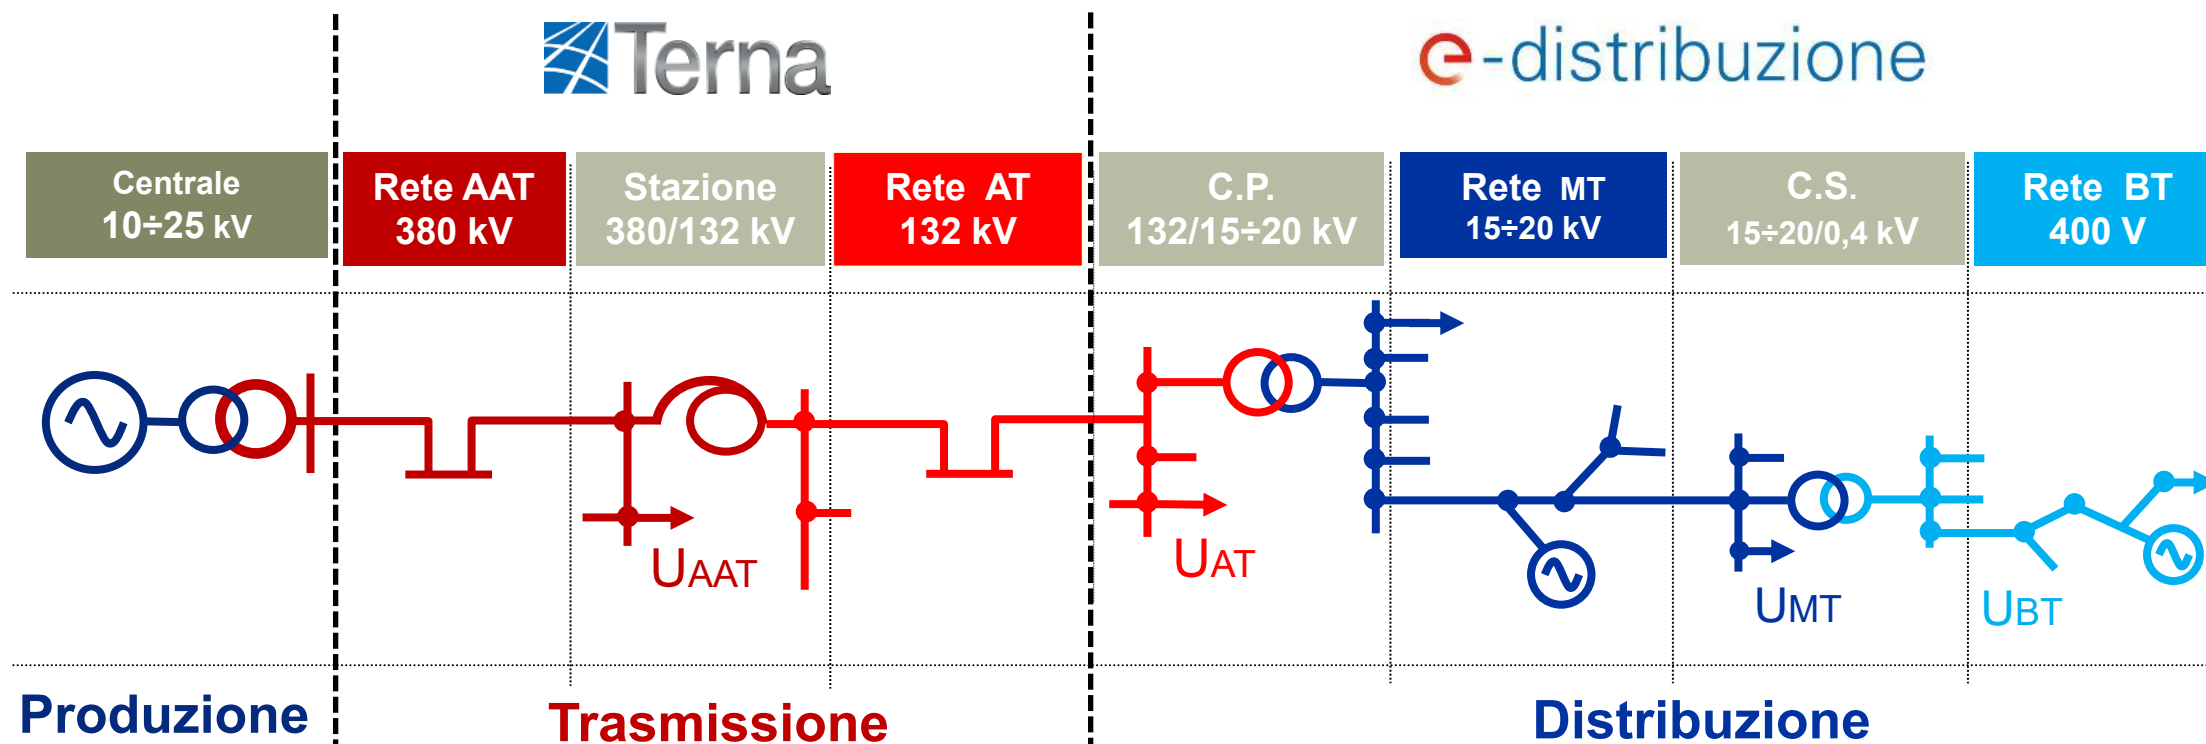 Terna
e-distribuzione
Centrale
10÷25 kV
Rete AAT
380 kV
Stazione
380/132 kV
Rete AT
132 kV
C.P.
132/15÷20 kV
Rete MT
15÷20 kV
C.S.
15÷20/0,4 kV
Rete BT
400 V
UAAT
UAT
UMT
UBT
Produzione
Trasmissione
Distribuzione